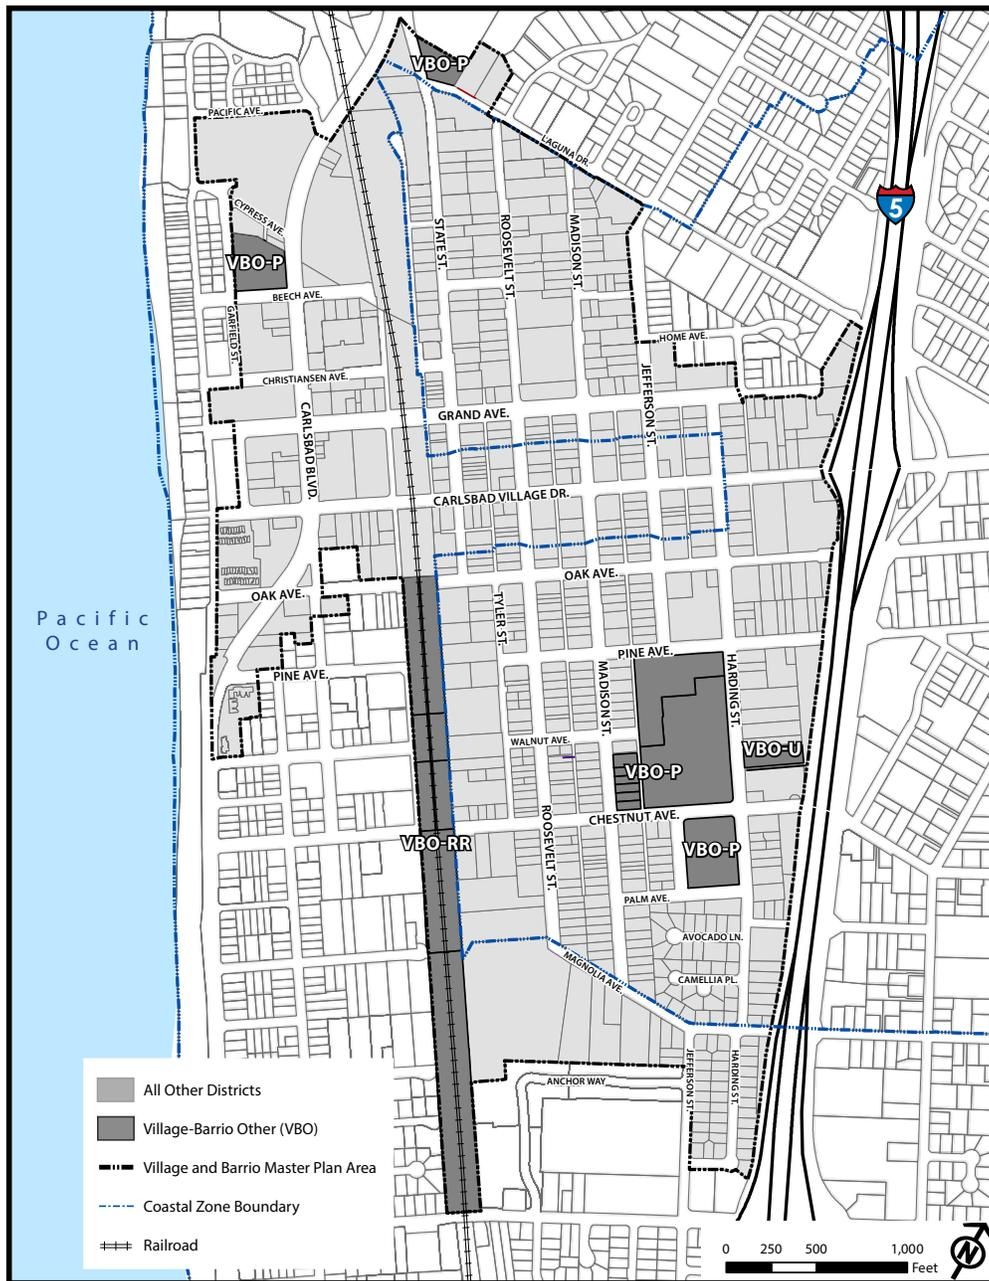 VBO-P
PACIFIC AVE.
LAGUNA DR.
5
CYPRESS AVE.
STATE ST.
ROOSEVELT ST.
MADISON ST.
VBO-P
BEECH AVE.
GARFIELD ST.
HOME AVE.
CHRISTIANSEN AVE.
JEFFERSON ST.
CARLSBAD BLVD.
GRAND AVE.
CARLSBAD VILLAGE DR.
OAK AVE.
OAK AVE.
TYLER ST.
Pacific
Ocean
PINE AVE.
PINE AVE.
MADISON ST.
HARDING ST.
WALNUT AVE.
VBO-U
VBO-P
ROOSEVELT ST.
CHESTNUT AVE.
VBO-RR
VBO-P
PALM AVE.
AVOCADO LN.
MAGNOLIA AVE.
CAMELLIA PL.
ANCHOR WAY
JEFFERSON ST.
HARDING ST.
All Other Districts
Village-Barrio Other (VBO)
Village and Barrio Master Plan Area
Coastal Zone Boundary
Railroad
0 250 500 1,000
Feet
N